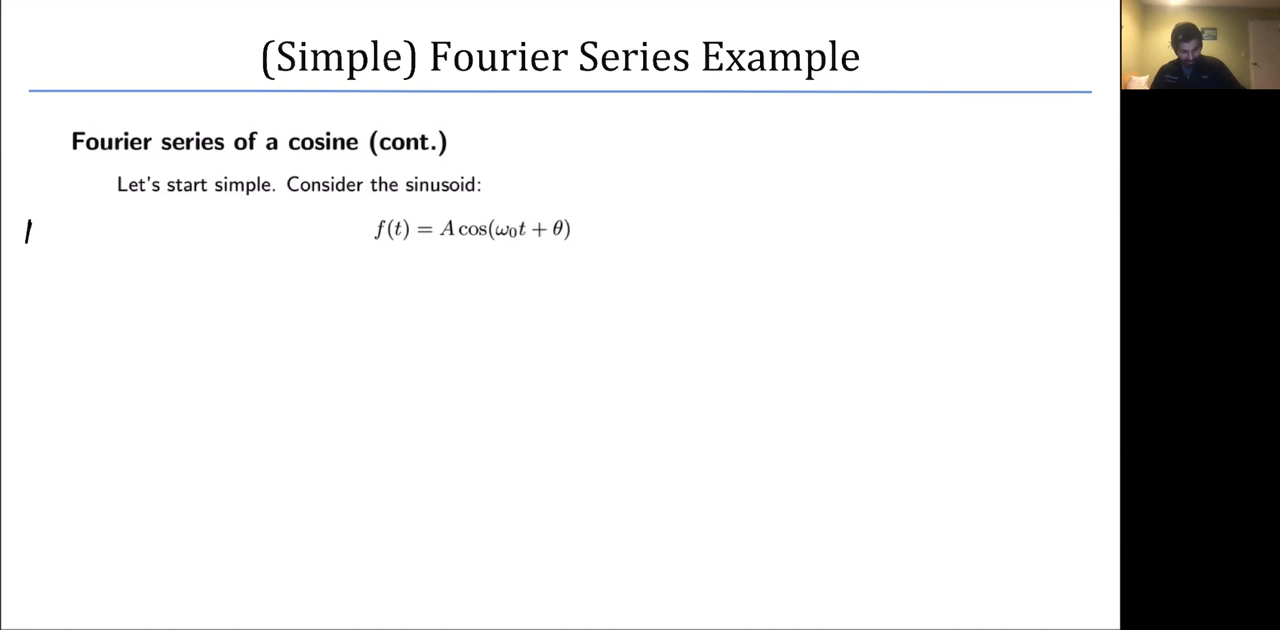 (Simple) Fourier Series Example
Fourier series of a cosine (cont.)
Let's start simple. Consider the sinusoid:
f(t) = A cos(ω₀t + θ)